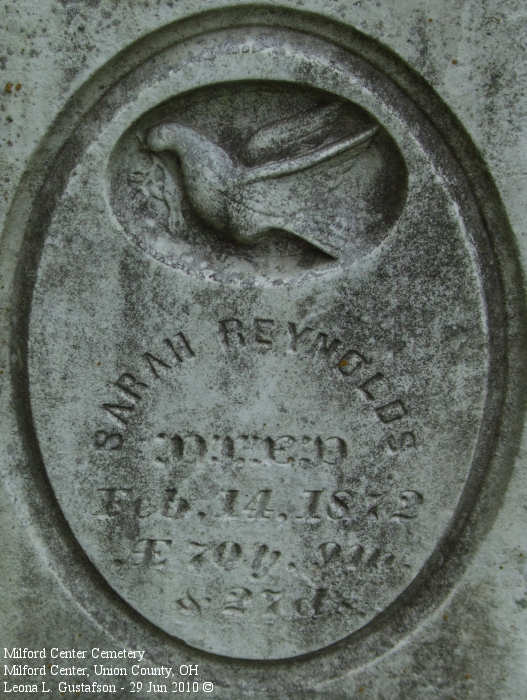 SARAH REYNOLDS
DIED
Feb. 14, 1872
Æ 70 y. 9 m.
& 27 ds.
Milford Center Cemetery
Milford Center, Union County, OH
Leona L. Gustafson - 29 Jun 2010 ©